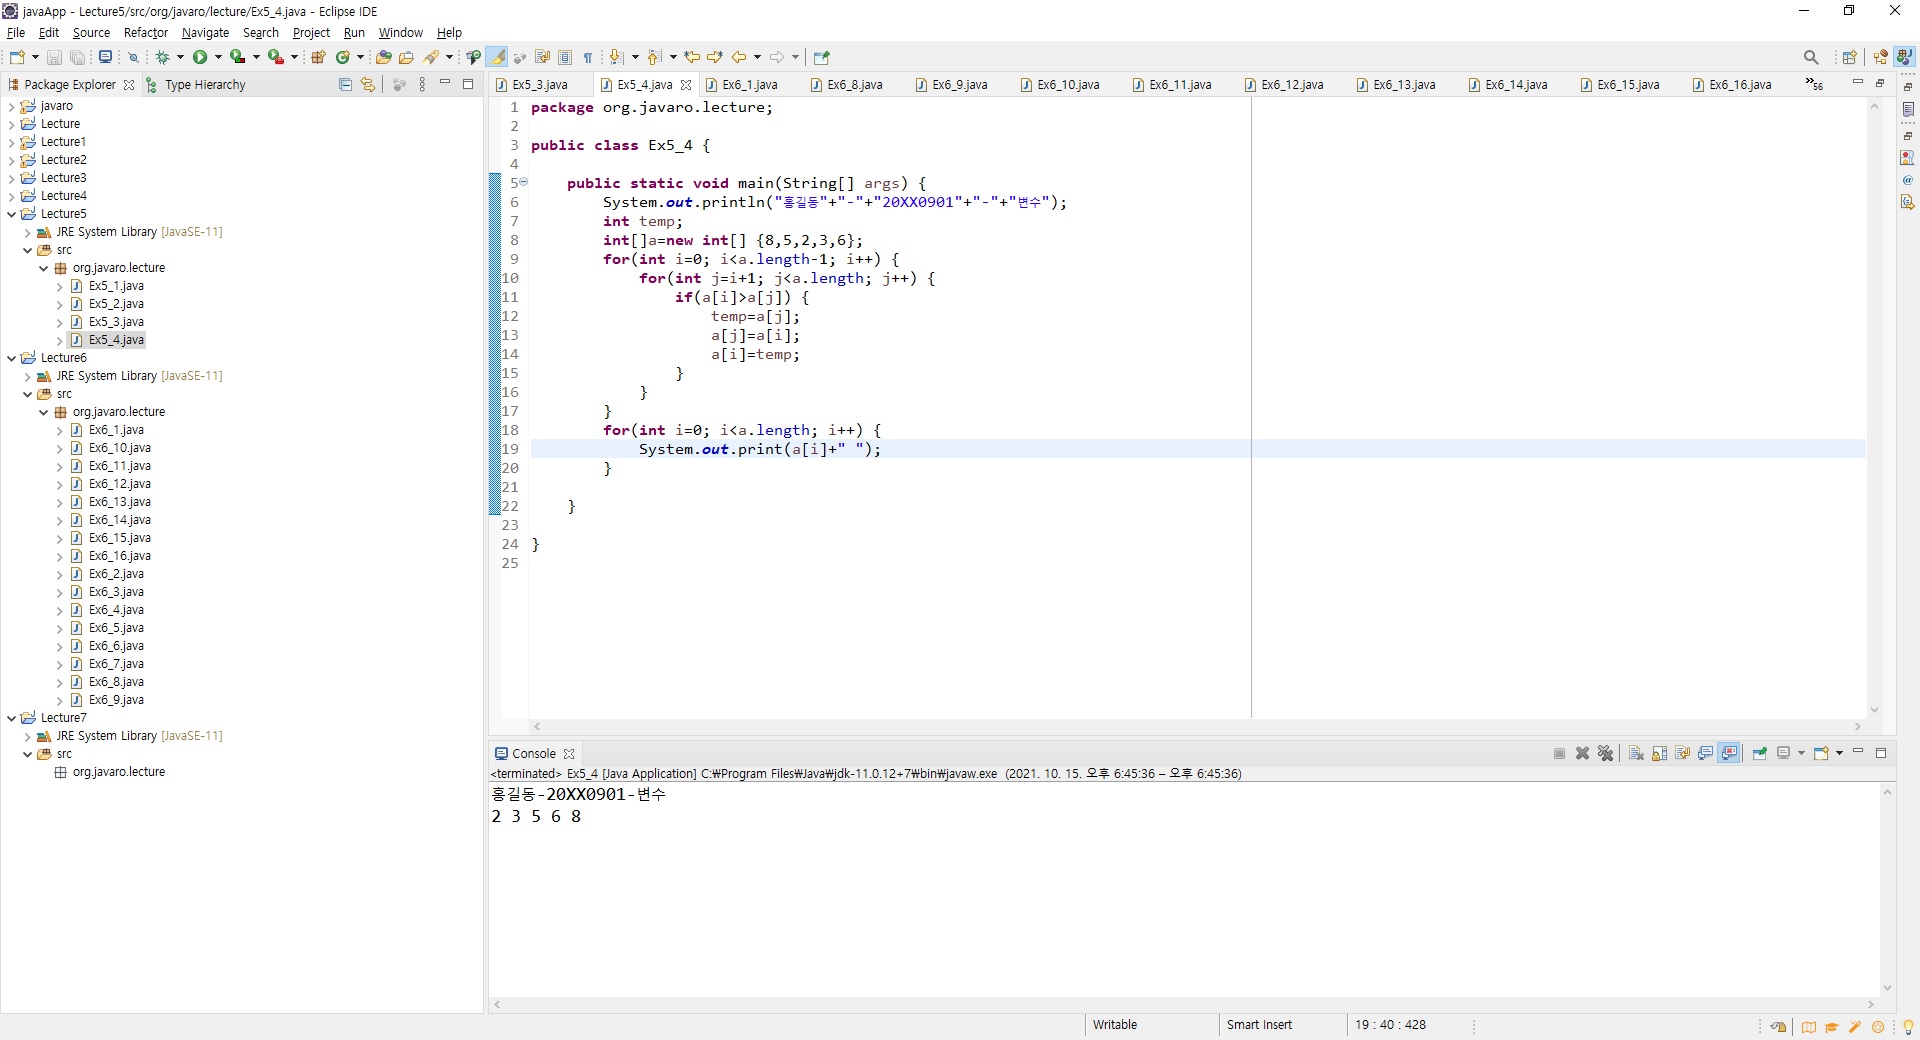 javaApp - Lecture5/src/org/javaro/lecture/Ex5_4.java - Eclipse IDE
File Edit Source Refactor Navigate Search Project Run Window Help
Package Explorer Type Hierarchy
javaro
Lecture
Lecture1
Lecture2
Lecture3
Lecture4
Lecture5
JRE System Library [JavaSE-11]
src
org.javaro.lecture
Ex5_1.java
Ex5_2.java
Ex5_3.java
Ex5_4.java
Lecture6
JRE System Library [JavaSE-11]
src
org.javaro.lecture
Ex6_1.java
Ex6_10.java
Ex6_11.java
Ex6_12.java
Ex6_13.java
Ex6_14.java
Ex6_15.java
Ex6_16.java
Ex6_2.java
Ex6_3.java
Ex6_4.java
Ex6_5.java
Ex6_6.java
Ex6_7.java
Ex6_8.java
Ex6_9.java
Lecture7
JRE System Library [JavaSE-11]
src
org.javaro.lecture
Ex5_3.java Ex5_4.java Ex6_1.java Ex6_8.java Ex6_9.java Ex6_10.java Ex6_11.java Ex6_12.java Ex6_13.java Ex6_14.java Ex6_15.java Ex6_16.java »56
1 package org.javaro.lecture;
2
3 public class Ex5_4 {
4
5 public static void main(String[] args) {
6 System.out.println("홍길동"+"-"+"20XX0901"+"-"+"변수");
7 int temp;
8 int[]a=new int[] {8,5,2,3,6};
9 for(int i=0; i<a.length-1; i++) {
10 for(int j=i+1; j<a.length; j++) {
11 if(a[i]>a[j]) {
12 temp=a[j];
13 a[j]=a[i];
14 a[i]=temp;
15 }
16 }
17 }
18 for(int i=0; i<a.length; i++) {
19 System.out.print(a[i]+" ");
20 }
21
22 }
23
24 }
25
Console
<terminated> Ex5_4 [Java Application] C:₩Program Files₩Java₩jdk-11.0.12+7₩bin₩javaw.exe (2021. 10. 15. 오후 6:45:36 – 오후 6:45:36)
홍길동-20XX0901-변수
2 3 5 6 8
Writable Smart Insert 19 : 40 : 428